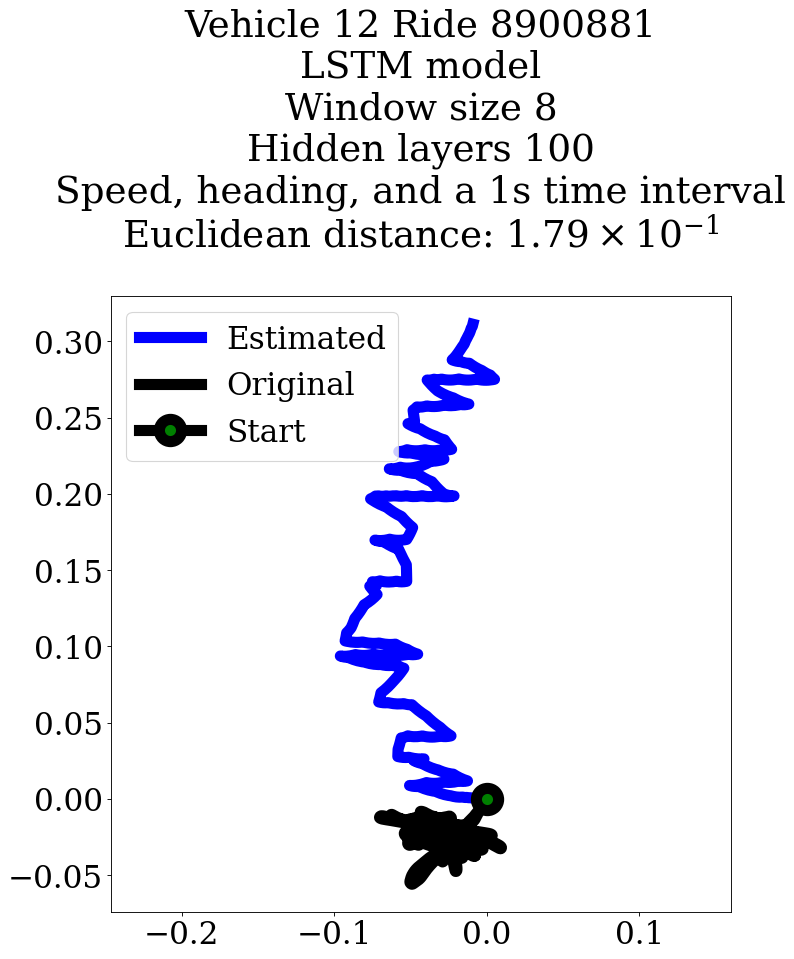 Vehicle 12 Ride 8900881
LSTM model
Window size 8
Hidden layers 100
Speed, heading, and a 1s time interval
Euclidean distance: 1.79 × 10⁻¹
Estimated
Original
Start
0.30
0.25
0.20
0.15
0.10
0.05
0.00
−0.05
−0.2
−0.1
0.0
0.1